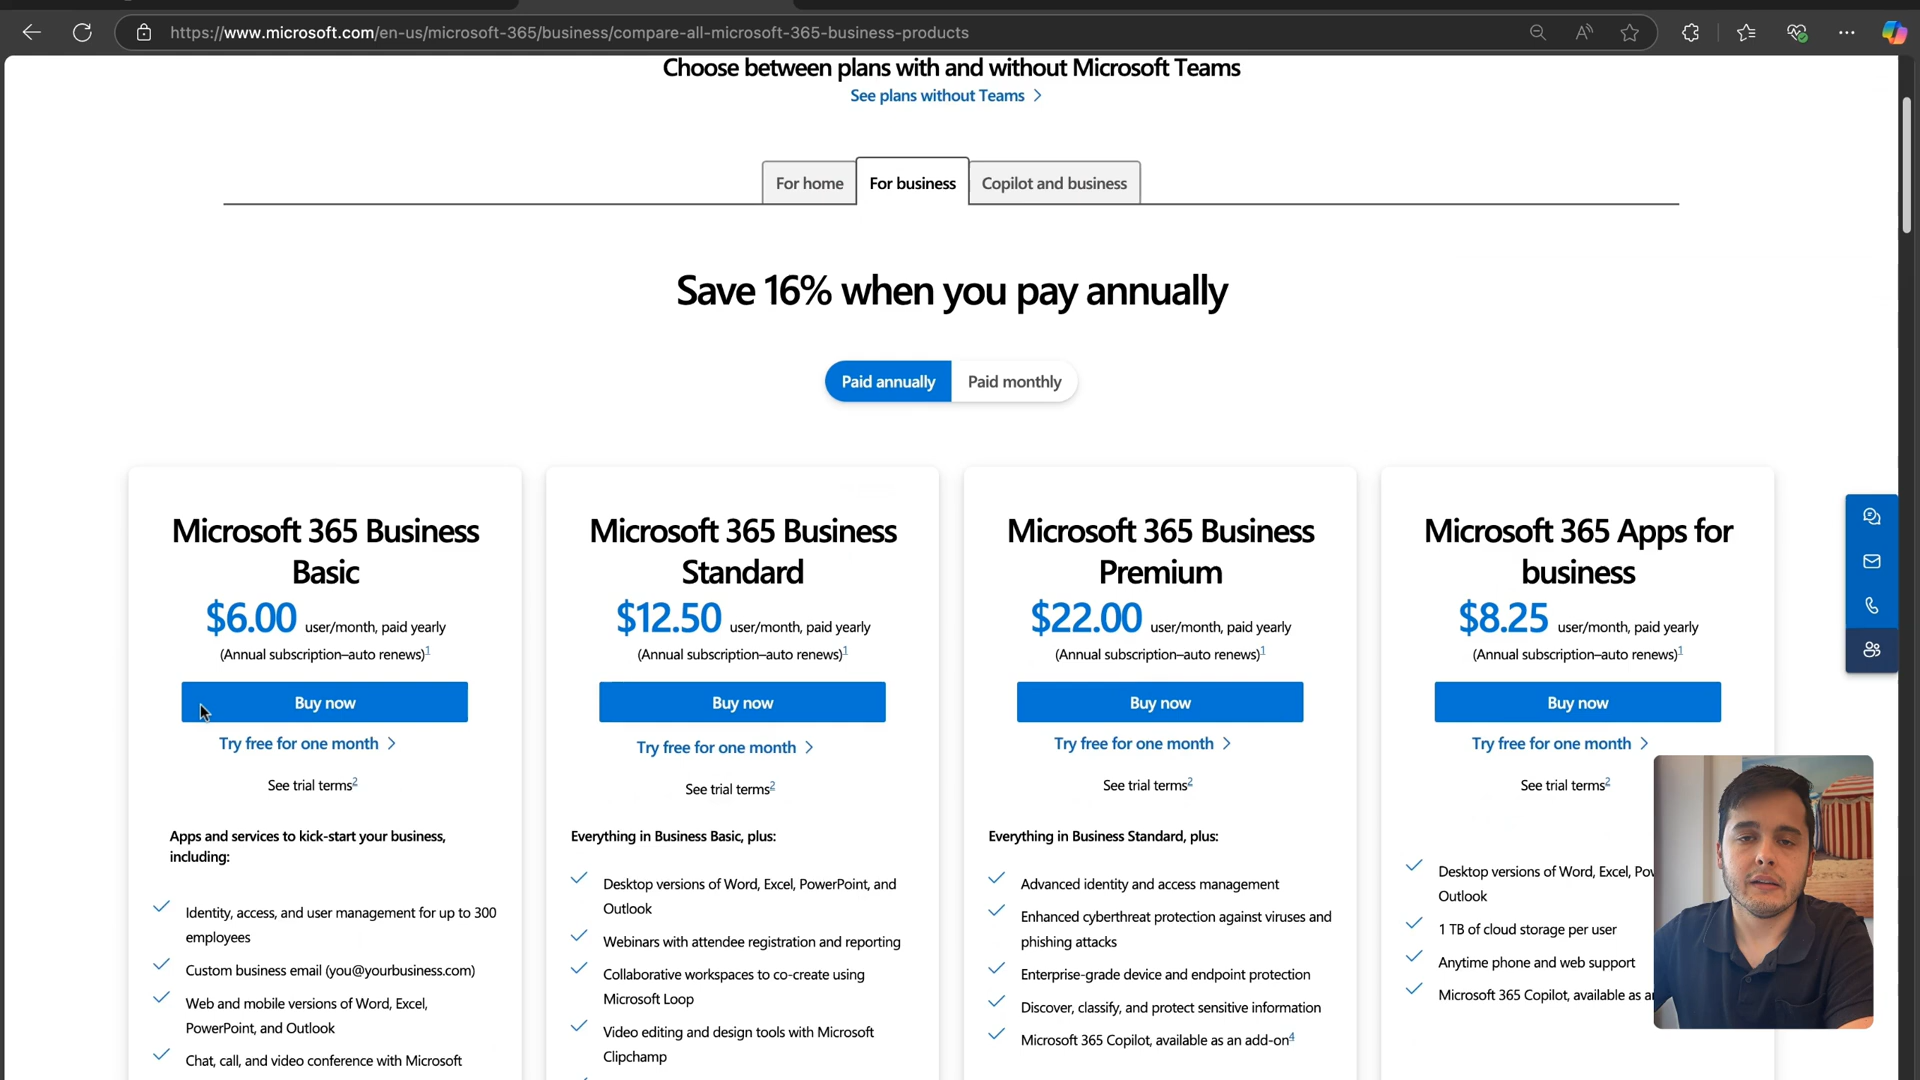 https://www.microsoft.com/en-us/microsoft-365/business/compare-all-microsoft-365-business-products
Choose between plans with and without Microsoft Teams
See plans without Teams
For home
For business
Copilot and business
Save 16% when you pay annually
Paid annually
Paid monthly
Microsoft 365 Business
Basic
$6.00 user/month, paid yearly
(Annual subscription–auto renews)1
Buy now
Try free for one month
See trial terms2
Apps and services to kick-start your business,
including:
Identity, access, and user management for up to 300
employees
Custom business email (you@yourbusiness.com)
Web and mobile versions of Word, Excel,
PowerPoint, and Outlook
Chat, call, and video conference with Microsoft
Microsoft 365 Business
Standard
$12.50 user/month, paid yearly
(Annual subscription–auto renews)1
Buy now
Try free for one month
See trial terms2
Everything in Business Basic, plus:
Desktop versions of Word, Excel, PowerPoint, and
Outlook
Webinars with attendee registration and reporting
Collaborative workspaces to co-create using
Microsoft Loop
Video editing and design tools with Microsoft
Clipchamp
Microsoft 365 Business
Premium
$22.00 user/month, paid yearly
(Annual subscription–auto renews)1
Buy now
Try free for one month
See trial terms2
Everything in Business Standard, plus:
Advanced identity and access management
Enhanced cyberthreat protection against viruses and
phishing attacks
Enterprise-grade device and endpoint protection
Discover, classify, and protect sensitive information
Microsoft 365 Copilot, available as an add-on4
Microsoft 365 Apps for
business
$8.25 user/month, paid yearly
(Annual subscription–auto renews)1
Buy now
Try free for one month
See trial terms2
Desktop versions of Word, Excel,
Outlook
1 TB of cloud storage per user
Anytime phone and web support
Microsoft 365 Copilot, available as